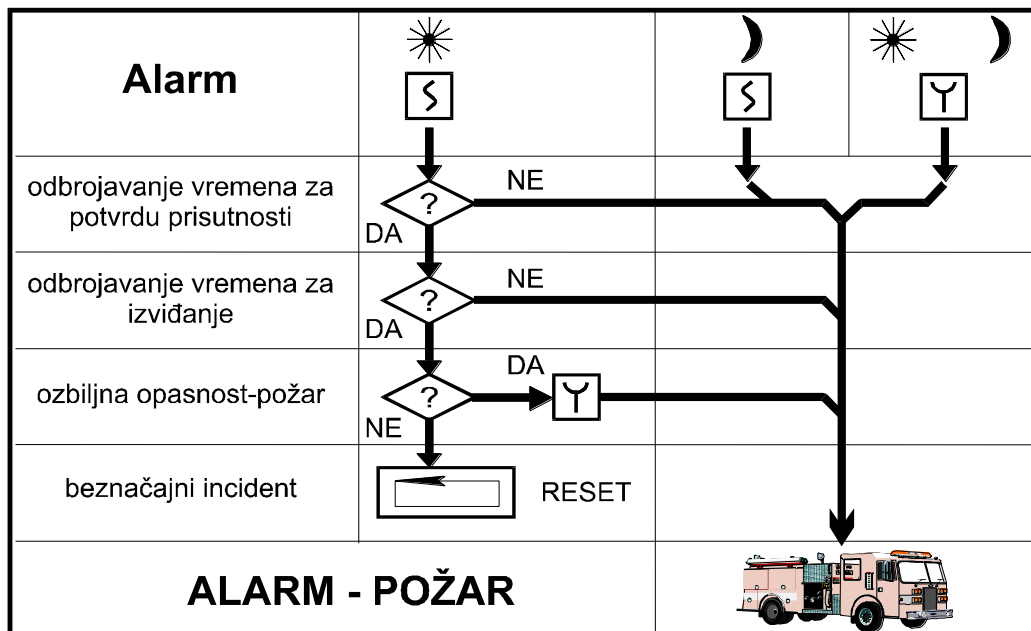 Alarm
odbrojavanje vremena za
potvrdu prisutnosti
?
NE
DA
odbrojavanje vremena za
izviđanje
?
NE
DA
ozbiljna opasnost-požar
?
DA
NE
beznačajni incident
RESET
ALARM - POŽAR